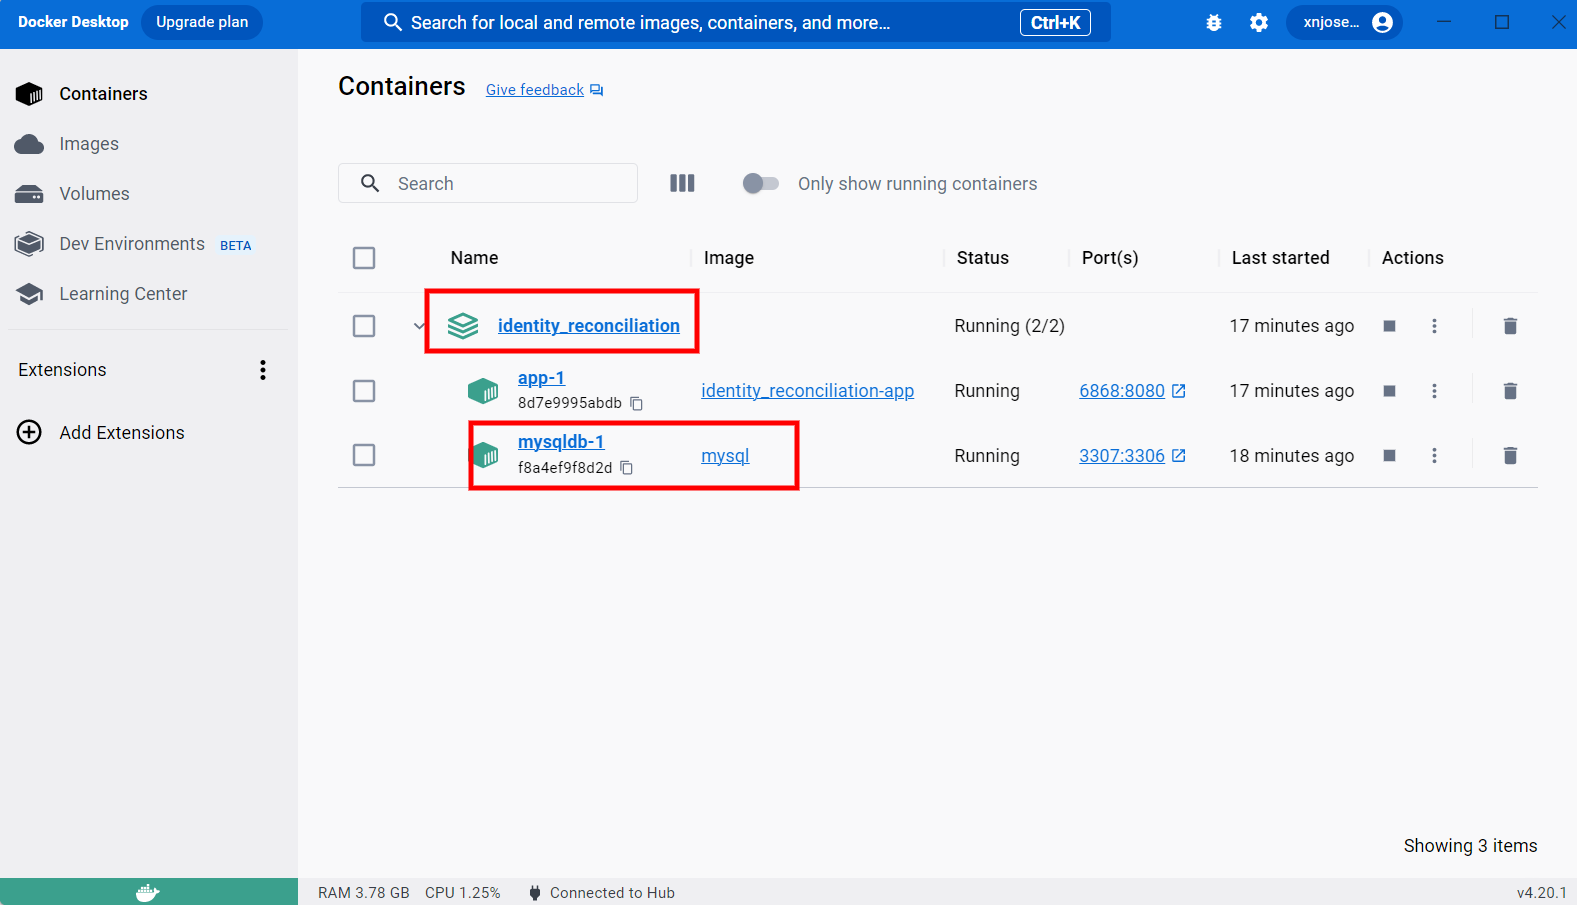 Docker Desktop Upgrade plan Search for local and remote images, containers, and more... Ctrl+K xnjose...
Containers
Images
Volumes
Dev Environments BETA
Learning Center
Extensions
Add Extensions
Containers Give feedback
Search Only show running containers
Name Image Status Port(s) Last started Actions
identity_reconciliation Running (2/2) 17 minutes ago
app-1
8d7e9995abdb identity_reconciliation-app Running 6868:8080 17 minutes ago
mysqldb-1
f8a4ef9f8d2d mysql Running 3307:3306 18 minutes ago
Showing 3 items
RAM 3.78 GB CPU 1.25% Connected to Hub v4.20.1